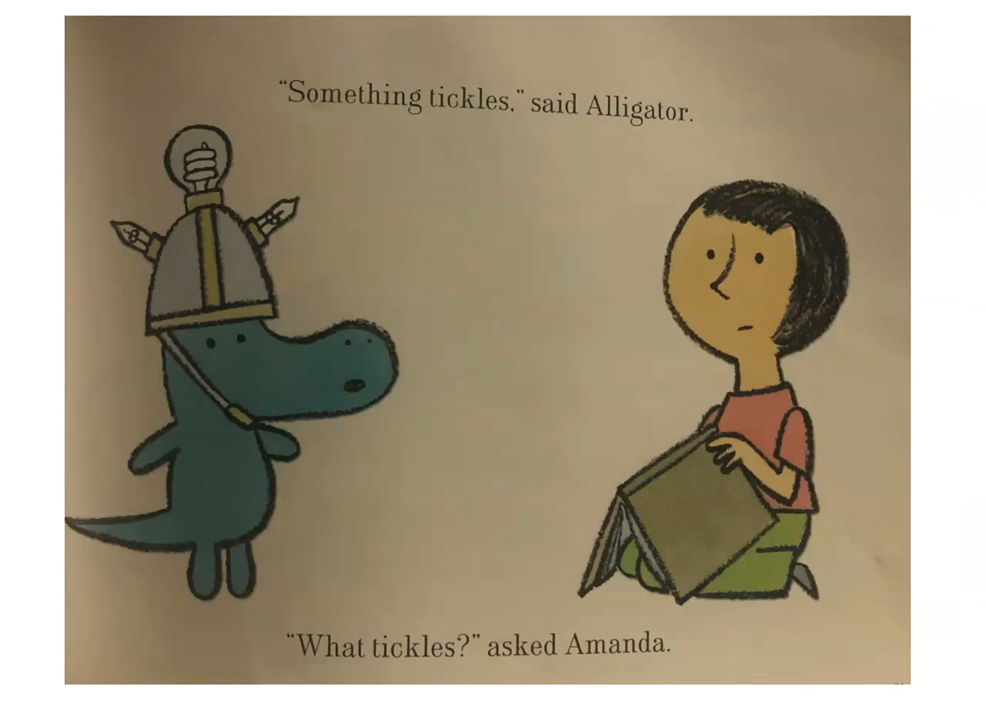 “Something tickles,” said Alligator.
“What tickles?” asked Amanda.